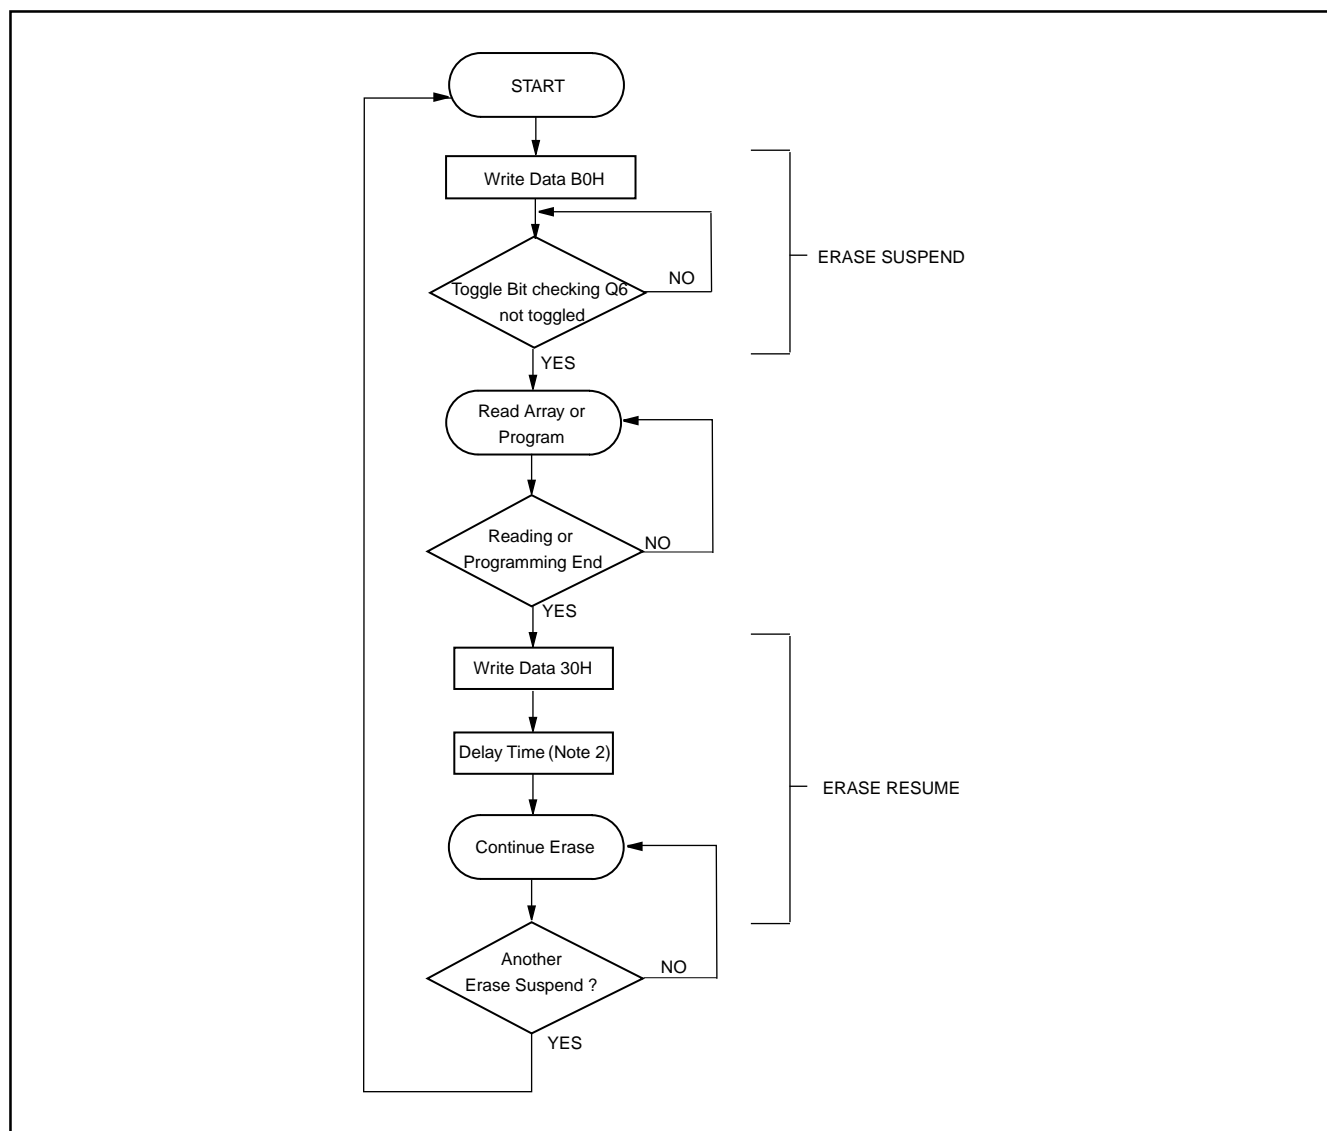 START
Write Data B0H
ERASE SUSPEND
NO
Toggle Bit checking Q6
not toggled
YES
Read Array or
Program
Reading or
Programming End
NO
YES
Write Data 30H
Delay Time (Note 2)
ERASE RESUME
Continue Erase
Another
Erase Suspend ?
NO
YES